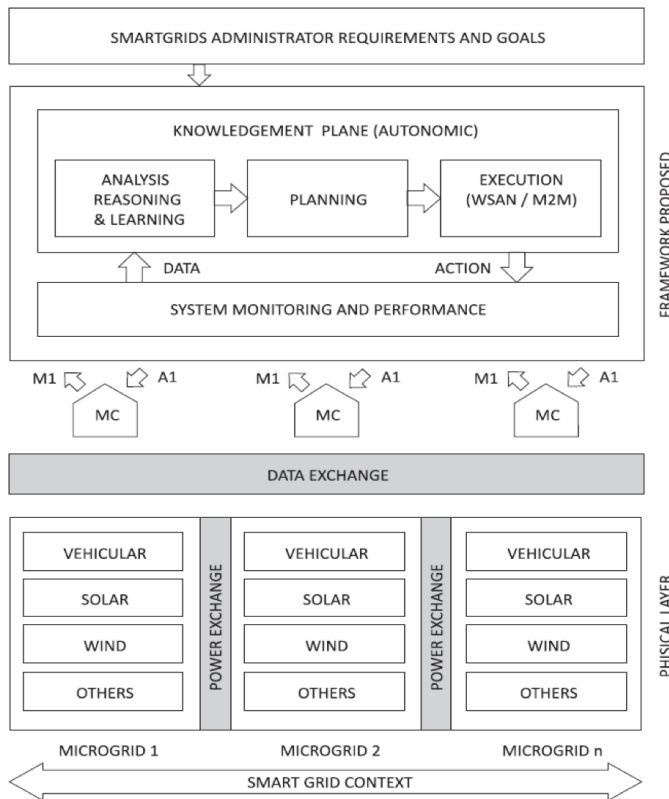 SMARTGRIDS ADMINISTRATOR REQUIREMENTS AND GOALS
KNOWLEDGEMENT PLANE (AUTONOMIC)
ANALYSIS
REASONING
& LEARNING
PLANNING
EXECUTION
(WSAN / M2M)
DATA
ACTION
SYSTEM MONITORING AND PERFORMANCE
FRAMEWORK PROPOSED
M1
A1
MC
M1
A1
MC
M1
A1
MC
DATA EXCHANGE
VEHICULAR
SOLAR
WIND
OTHERS
POWER EXCHANGE
VEHICULAR
SOLAR
WIND
OTHERS
POWER EXCHANGE
VEHICULAR
SOLAR
WIND
OTHERS
PHISICAL LAYER
MICROGRID 1
MICROGRID 2
MICROGRID n
SMART GRID CONTEXT